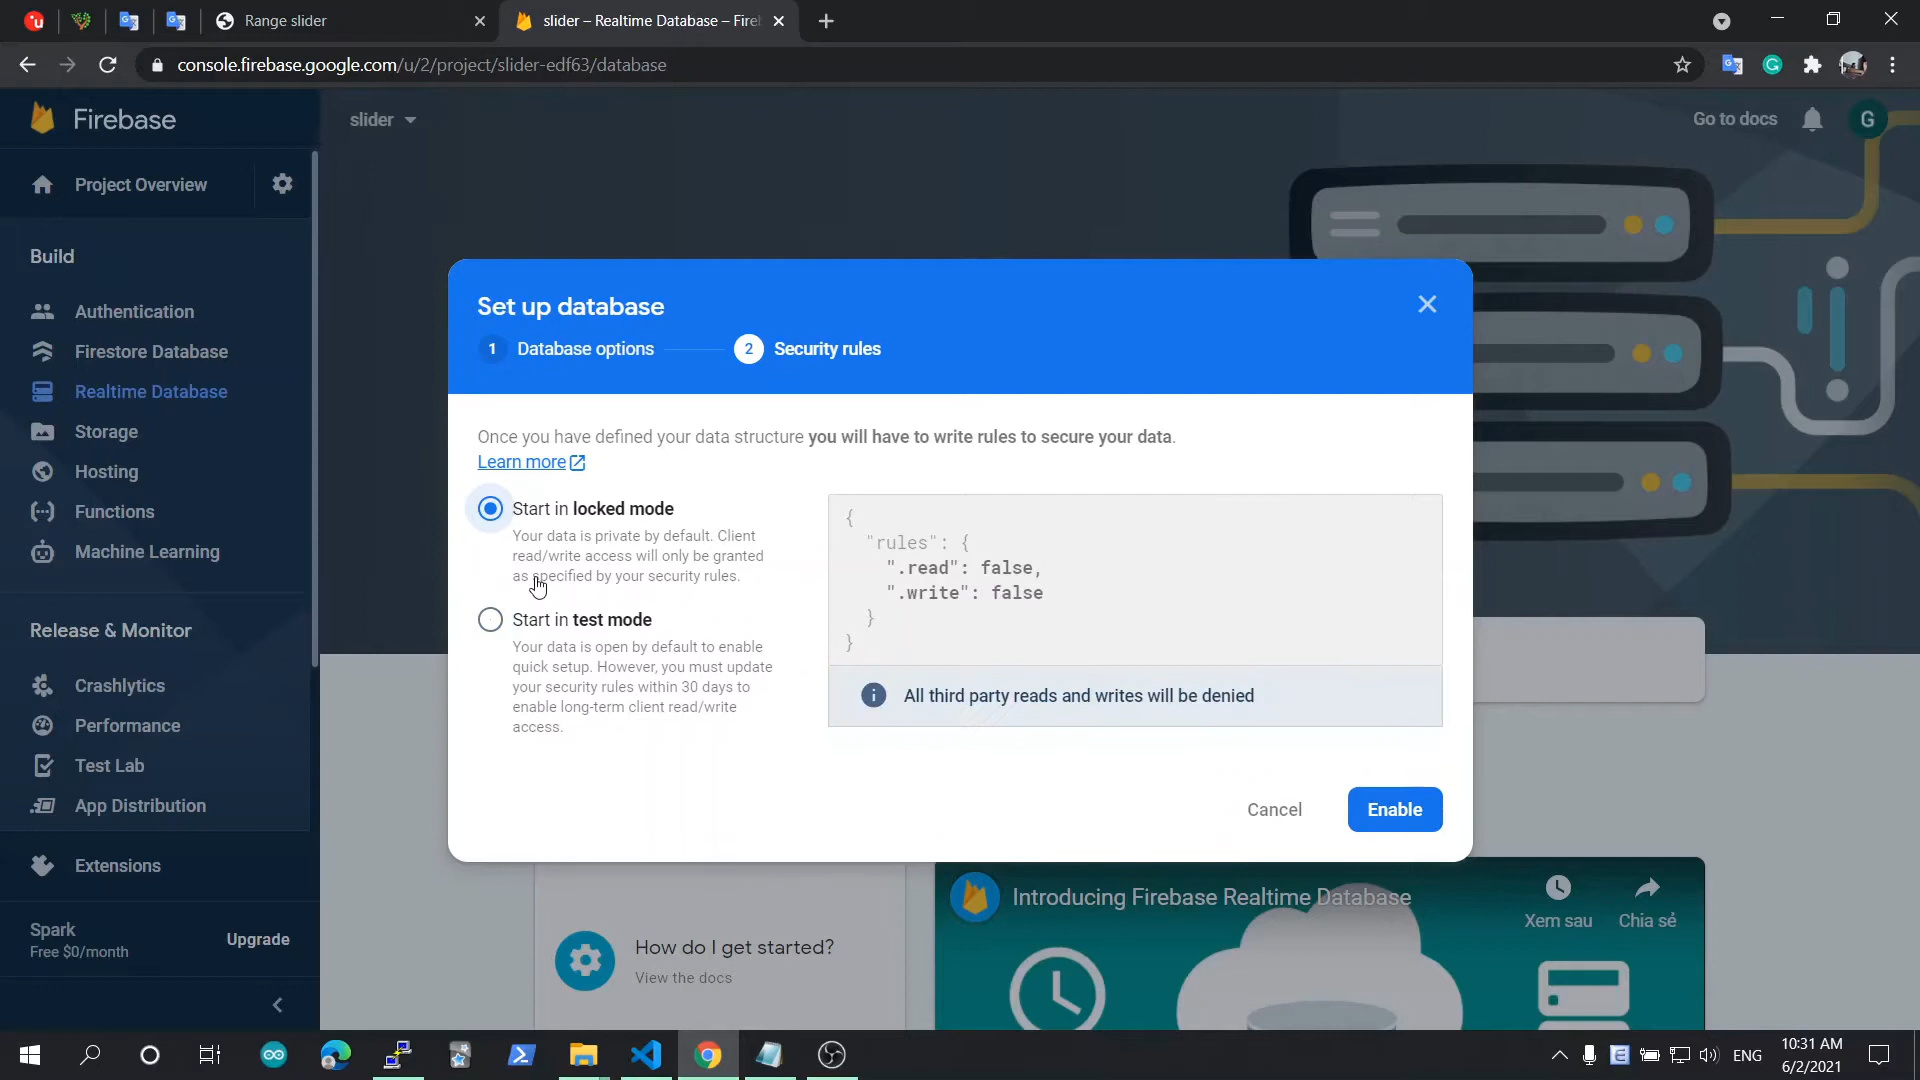 Range slider
slider – Realtime Database – Fire
console.firebase.google.com/u/2/project/slider-edf63/database
Firebase
slider
Go to docs
G
Project Overview
Build
Authentication
Firestore Database
Realtime Database
Storage
Hosting
Functions
Machine Learning
Release & Monitor
Crashlytics
Performance
Test Lab
App Distribution
Extensions
Spark
Free $0/month
Upgrade
Set up database
1 Database options
2 Security rules
Once you have defined your data structure you will have to write rules to secure your data.
Learn more
Start in locked mode
Your data is private by default. Client
read/write access will only be granted
as specified by your security rules.
Start in test mode
Your data is open by default to enable
quick setup. However, you must update
your security rules within 30 days to
enable long-term client read/write
access.
{
"rules": {
".read": false,
".write": false
}
}
All third party reads and writes will be denied
Cancel
Enable
How do I get started?
View the docs
Introducing Firebase Realtime Database
Xem sau
Chia sẻ
ENG
10:31 AM
6/2/2021